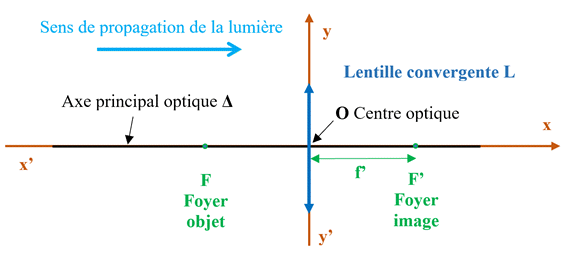 Sens de propagation de la lumière
y
Lentille convergente L
Axe principal optique Δ
O Centre optique
x
x'
f'
F
Foyer
objet
F'
Foyer
image
y'